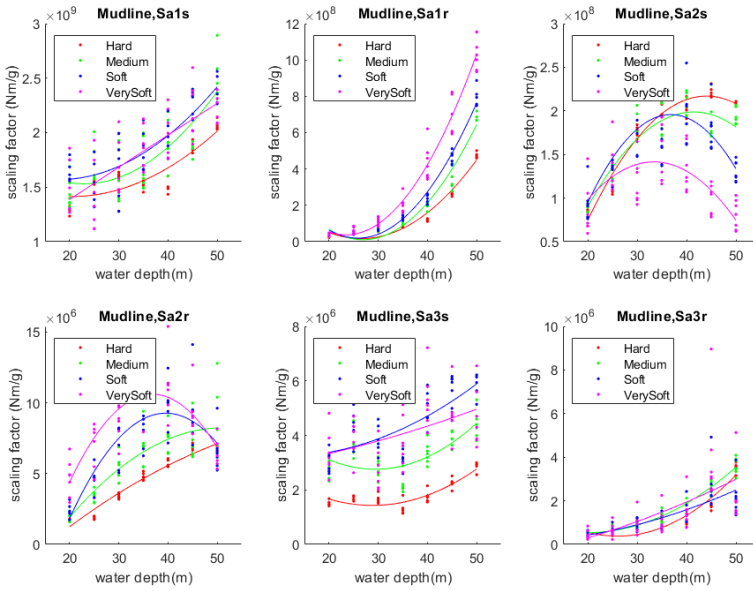 Mudline,Sa1s
×10^9
3
2.5
2
1.5
1
scaling factor (Nm/g)
Hard
Medium
Soft
VerySoft
20 30 40 50
water depth(m)
Mudline,Sa1r
×10^8
12
10
8
6
4
2
0
scaling factor (Nm/g)
Hard
Medium
Soft
VerySoft
20 30 40 50
water depth(m)
Mudline,Sa2s
×10^8
3
2.5
2
1.5
1
0.5
scaling factor (Nm/g)
Hard
Medium
Soft
VerySoft
20 30 40 50
water depth(m)
Mudline,Sa2r
×10^6
15
10
5
0
scaling factor (Nm/g)
Hard
Medium
Soft
VerySoft
20 30 40 50
water depth(m)
Mudline,Sa3s
×10^6
8
6
4
2
0
scaling factor (Nm/g)
Hard
Medium
Soft
VerySoft
20 30 40 50
water depth(m)
Mudline,Sa3r
×10^6
10
8
6
4
2
0
scaling factor (Nm/g)
Hard
Medium
Soft
VerySoft
20 30 40 50
water depth(m)